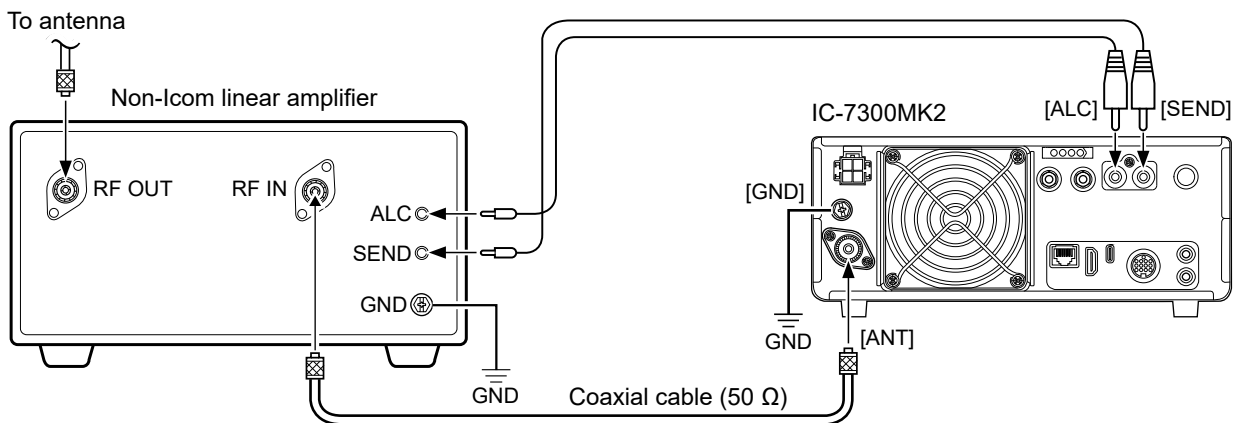 To antenna
Non-Icom linear amplifier
IC-7300MK2
[ALC]
[SEND]
RF OUT
RF IN
[GND]
ALC
SEND
GND
GND
GND
[ANT]
Coaxial cable (50 Ω)